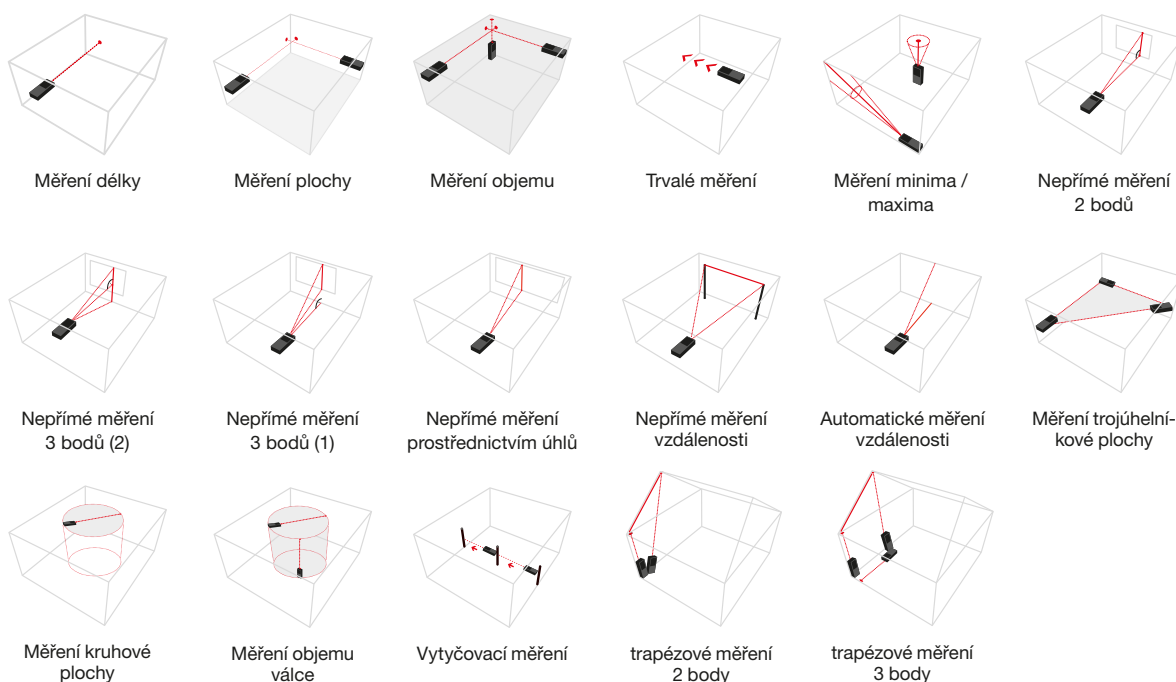 Měření délky
Měření plochy
Měření objemu
Trvalé měření
Měření minima /
maxima
Nepřímé měření
2 bodů
Nepřímé měření
3 bodů (2)
Nepřímé měření
3 bodů (1)
Nepřímé měření
prostřednictvím úhlů
Nepřímé měření
vzdálenosti
Automatické měření
vzdálenosti
Měření trojúhelní-
kové plochy
Měření kruhové
plochy
Měření objemu
válce
Vytyčovací měření
trapézové měření
2 body
trapézové měření
3 body